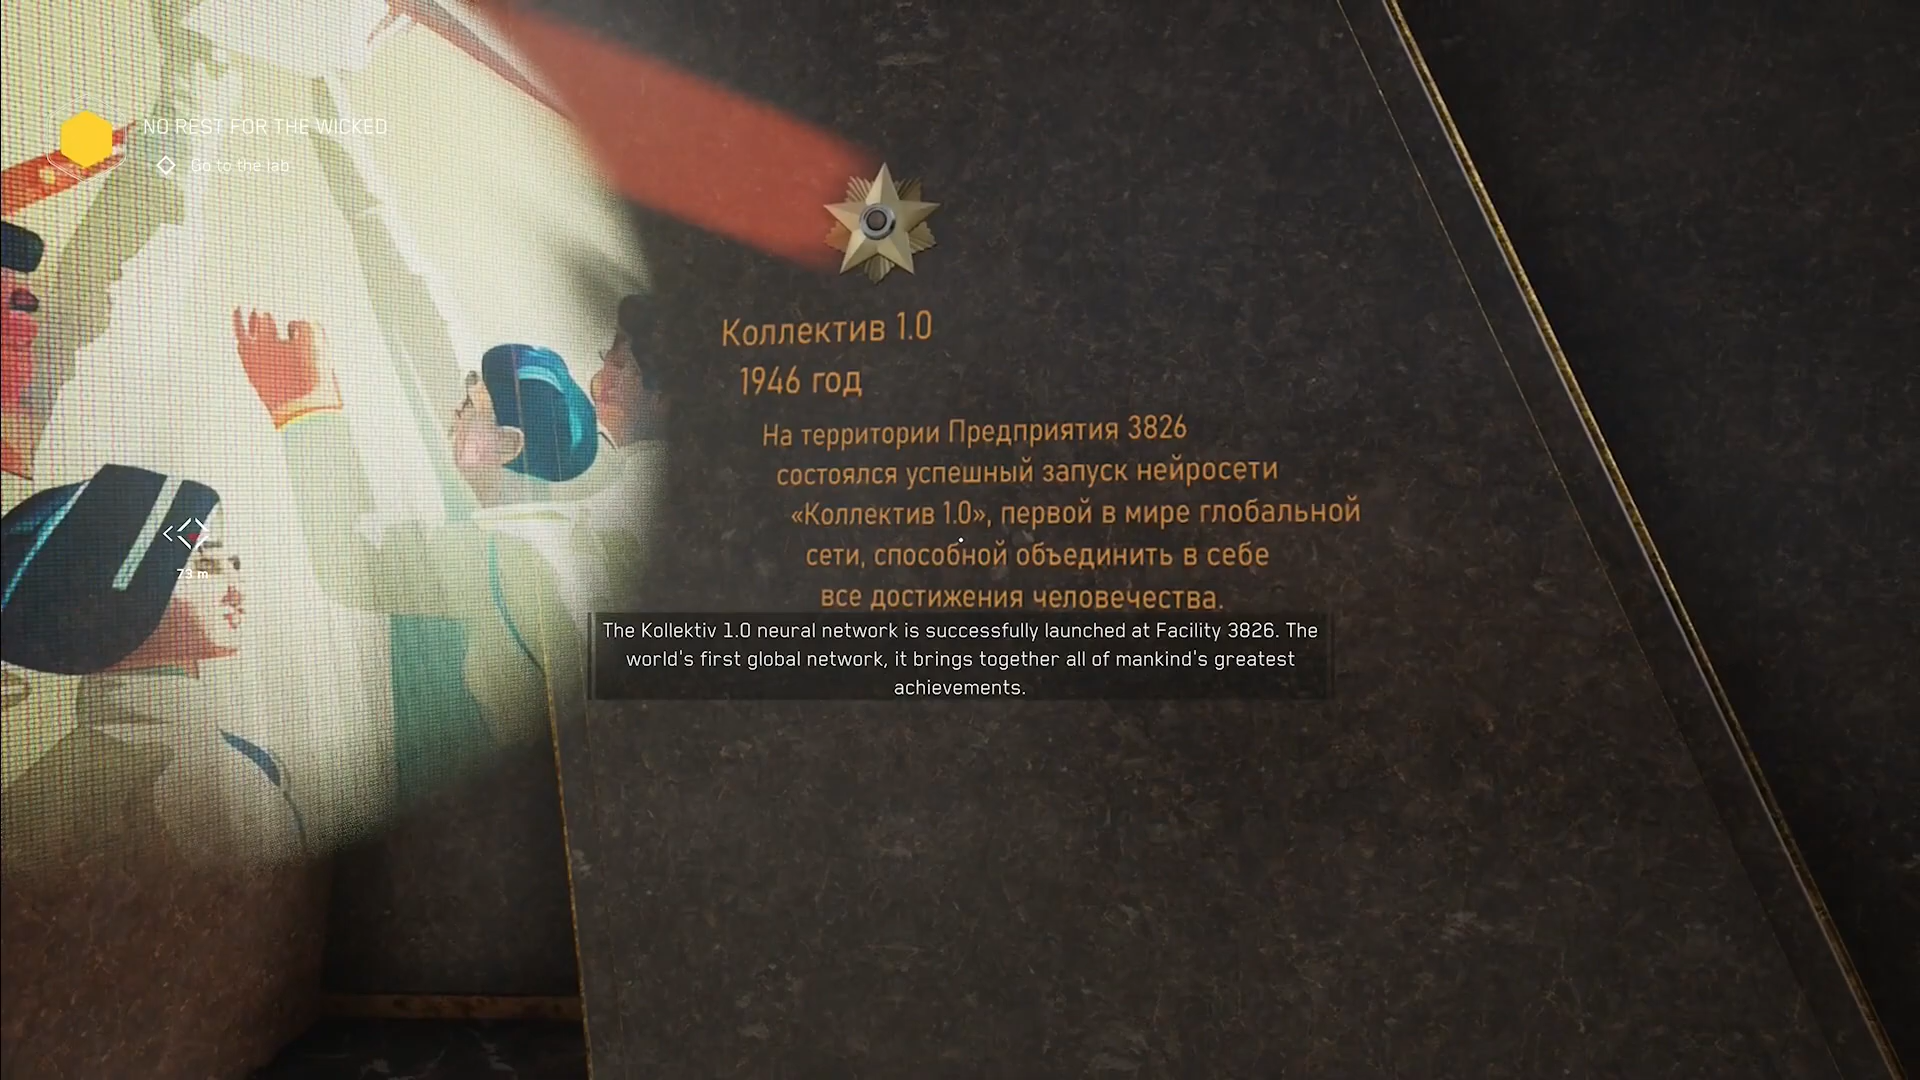 NO REST FOR THE WICKED
Go to the lab
Коллектив 1.0
1946 год
На территории Предприятия 3826
состоялся успешный запуск нейросети
«Коллектив 1.0», первой в мире глобальной
сети, способной объединить в себе
все достижения человечества.
73 m
The Kollektiv 1.0 neural network is successfully launched at Facility 3826. The
world's first global network, it brings together all of mankind's greatest
achievements.